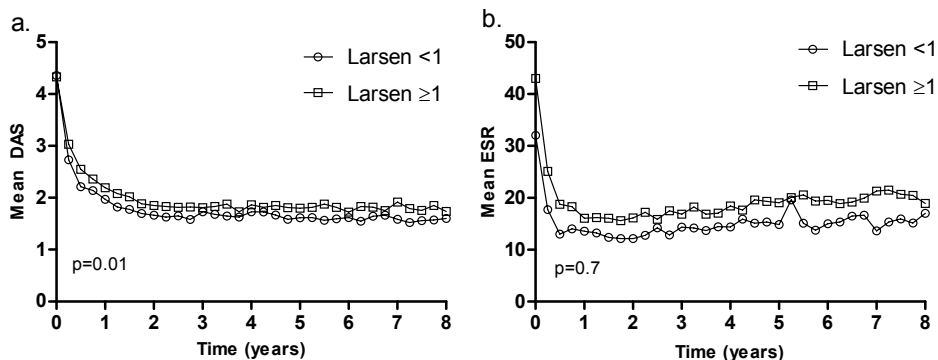 a.
Mean DAS
5
4
3
2
1
0
Larsen <1
Larsen ≥1
p=0.01
0 1 2 3 4 5 6 7 8
Time (years)
b.
Mean ESR
50
40
30
20
10
0
Larsen <1
Larsen ≥1
p=0.7
0 1 2 3 4 5 6 7 8
Time (years)